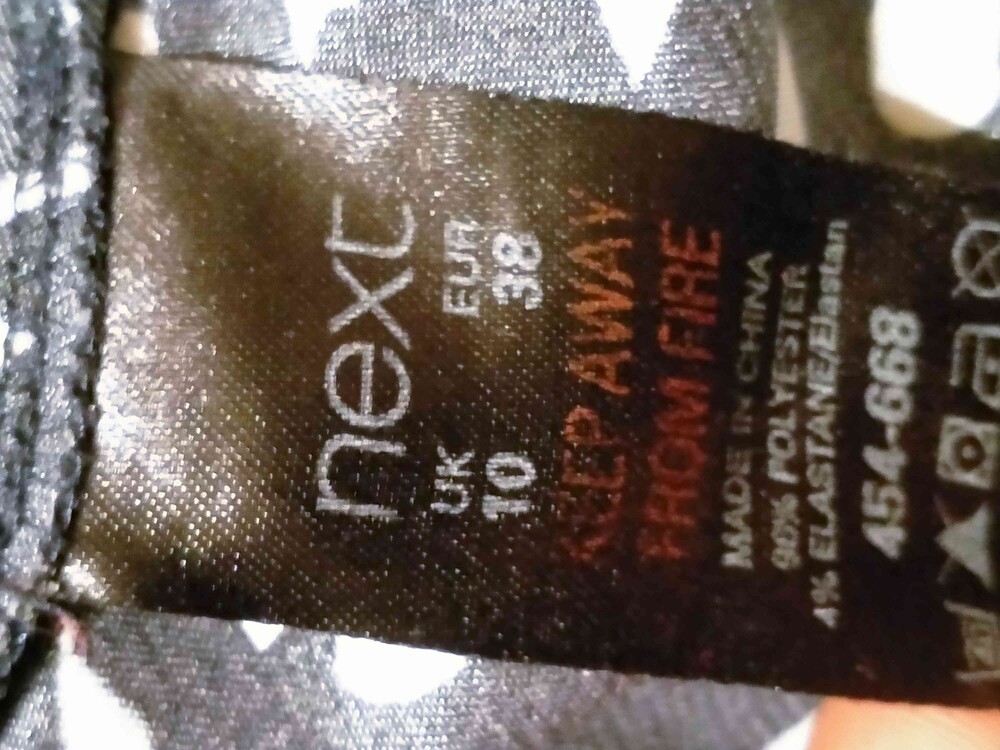 next
UK EUR
10 38
KEEP AWAY
FROM FIRE
MADE IN CHINA
96% POLYESTER
4% ELASTANE/Elastan
454-668